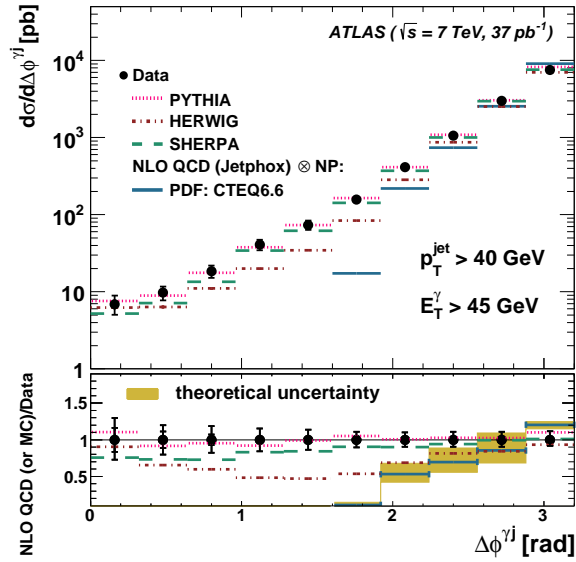 dσ/dΔφ^γj [pb]
ATLAS (√s = 7 TeV, 37 pb⁻¹)
10⁴
10³
10²
10
1
Data
PYTHIA
HERWIG
SHERPA
NLO QCD (Jetphox) ⊗ NP:
PDF: CTEQ6.6
p_T^jet > 40 GeV
E_T^γ > 45 GeV
NLO QCD (or MC)/Data
1.5
1
0.5
theoretical uncertainty
0 1 2 3
Δφ^γj [rad]